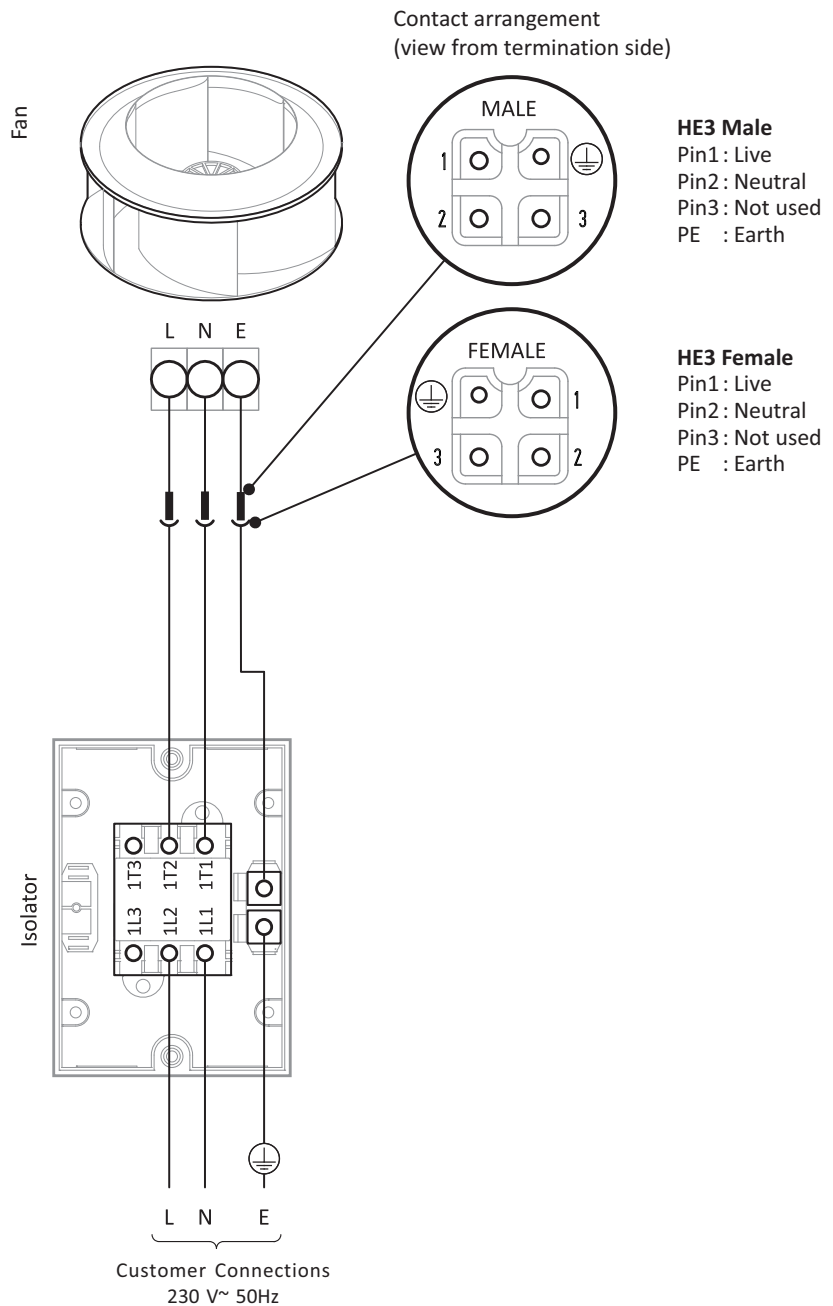 Contact arrangement
(view from termination side)
Fan
MALE
1
2
3
HE3 Male
Pin1 : Live
Pin2 : Neutral
Pin3 : Not used
PE : Earth
L N E
FEMALE
1
3
2
HE3 Female
Pin1 : Live
Pin2 : Neutral
Pin3 : Not used
PE : Earth
Isolator
1T3 1T2 1T1
1L3 1L2 1L1
L N E
Customer Connections
230 V~ 50Hz